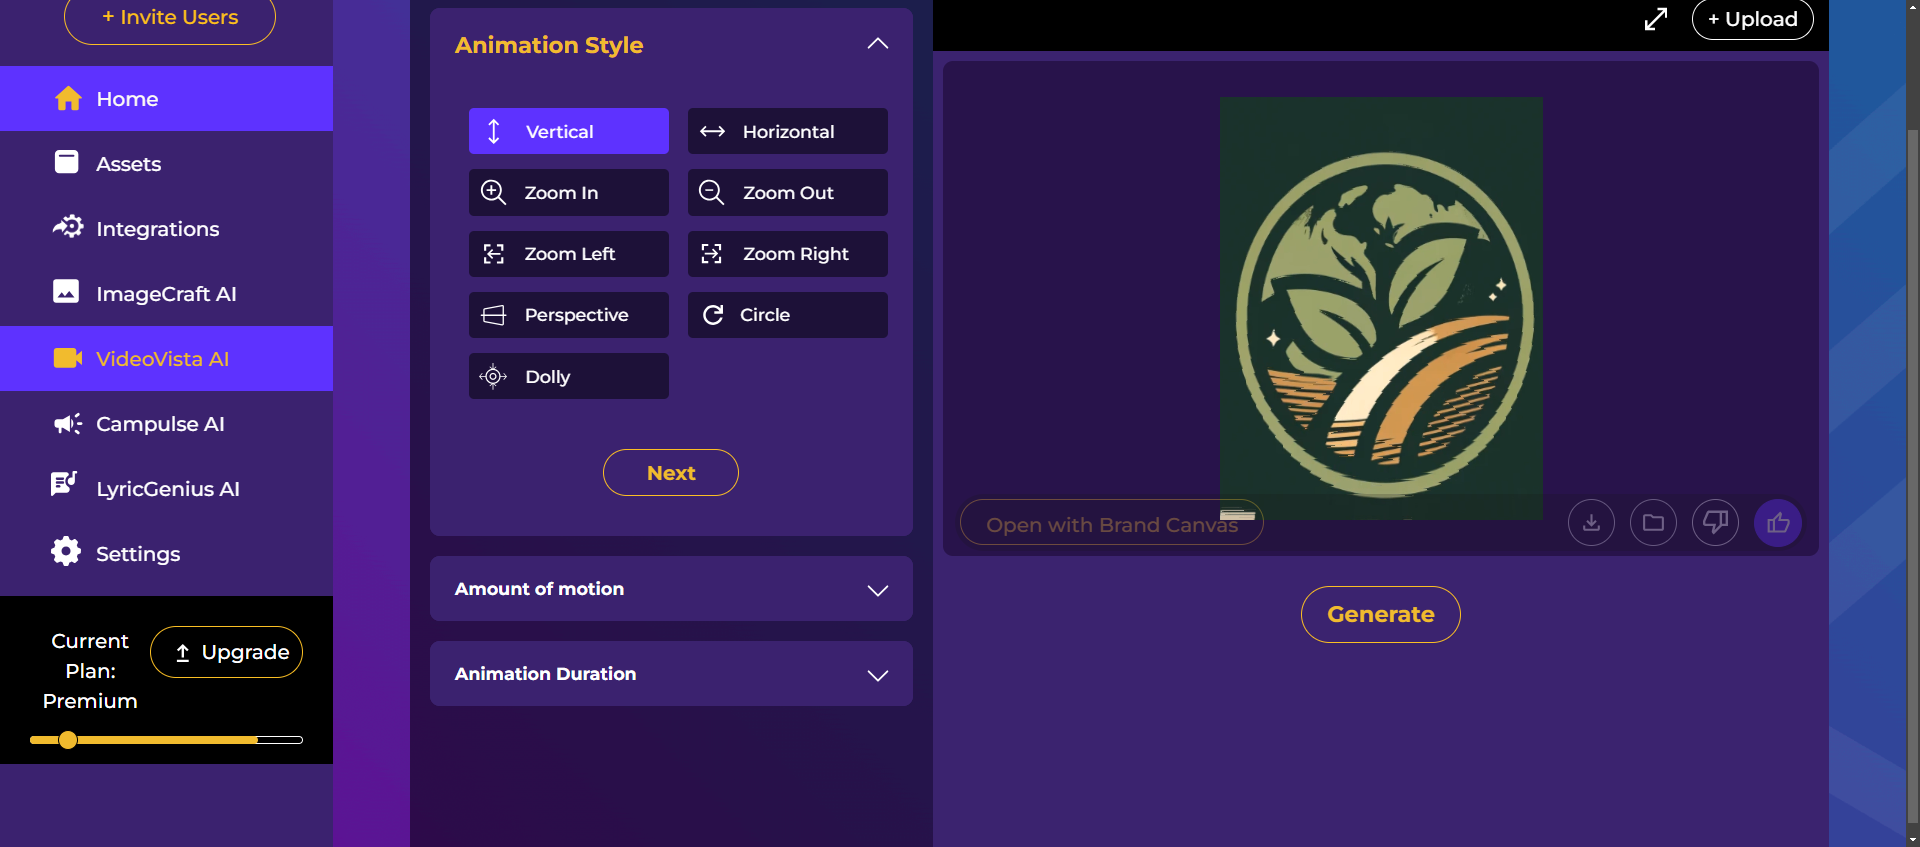 + Invite Users
Home
Assets
Integrations
ImageCraft AI
VideoVista AI
Campulse AI
LyricGenius AI
Settings
Current
Plan:
Premium
Upgrade
Animation Style
Vertical
Horizontal
Zoom In
Zoom Out
Zoom Left
Zoom Right
Perspective
Circle
Dolly
Next
Amount of motion
Animation Duration
+ Upload
Open with Brand Canvas
Generate